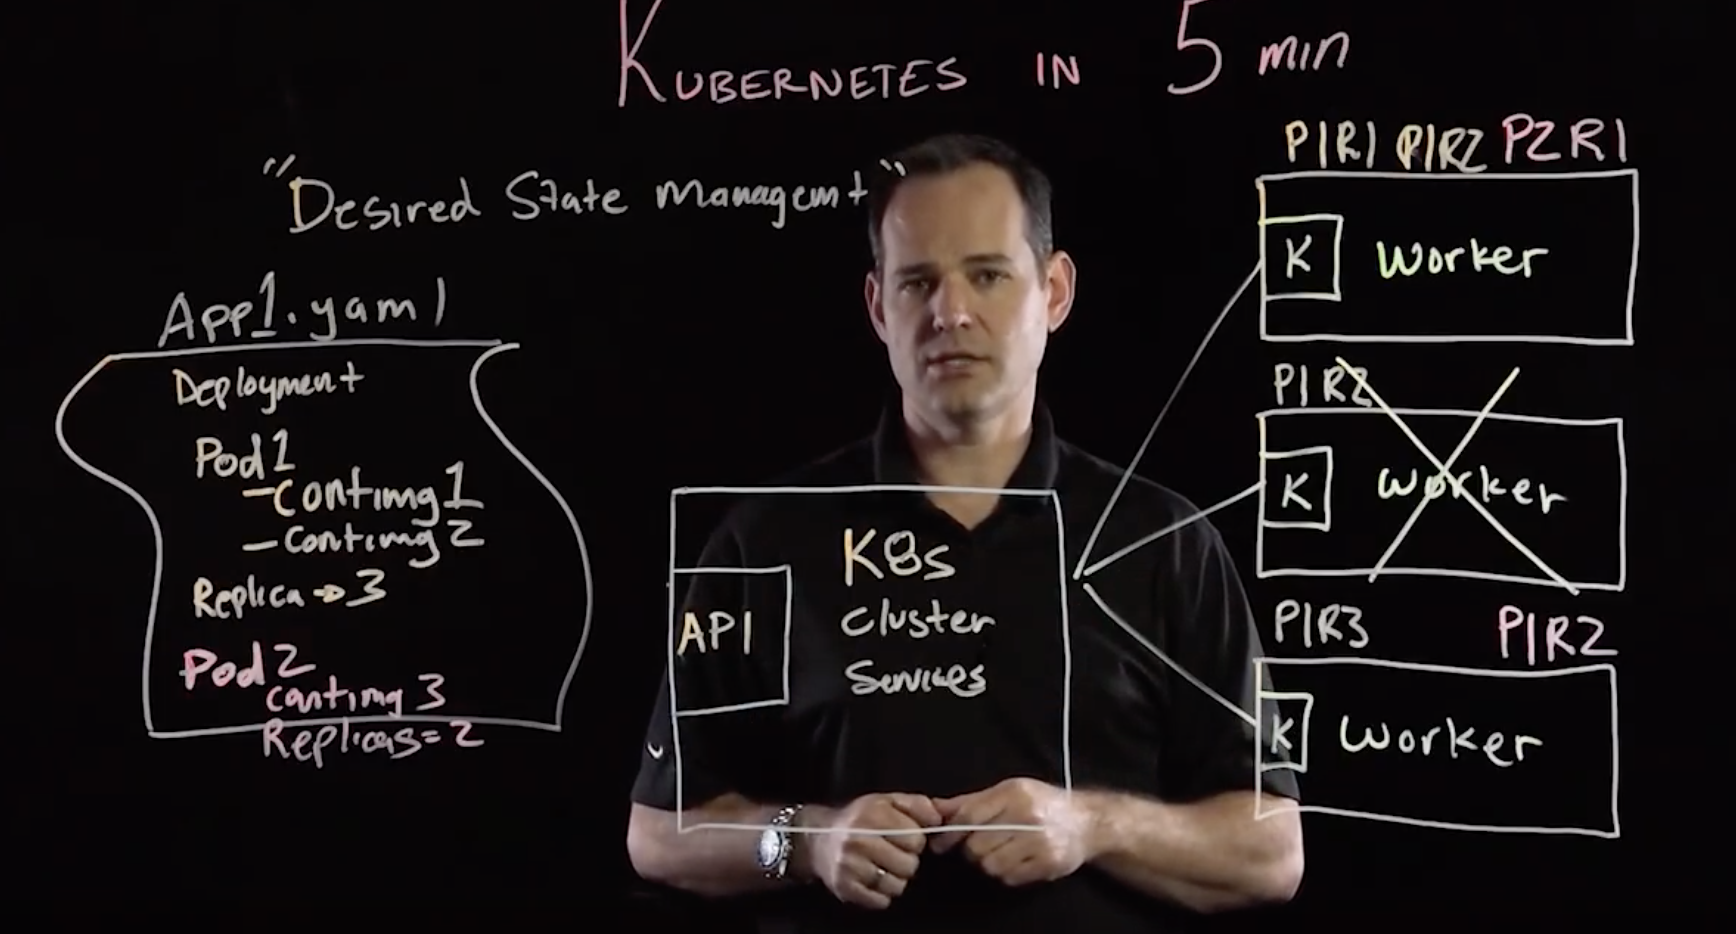 KUBERNETES IN 5 min
"Desired State Managemt"
App1.yaml
Deployment
Pod1
- Contimg1
- Contimg2
Replica → 3
Pod2
contimg3
Replicas=2
API
K8s
Cluster
Services
P1R1 P1R2 P2R1
K Worker
P1R2
K Worker
P1R3 P1R2
K Worker